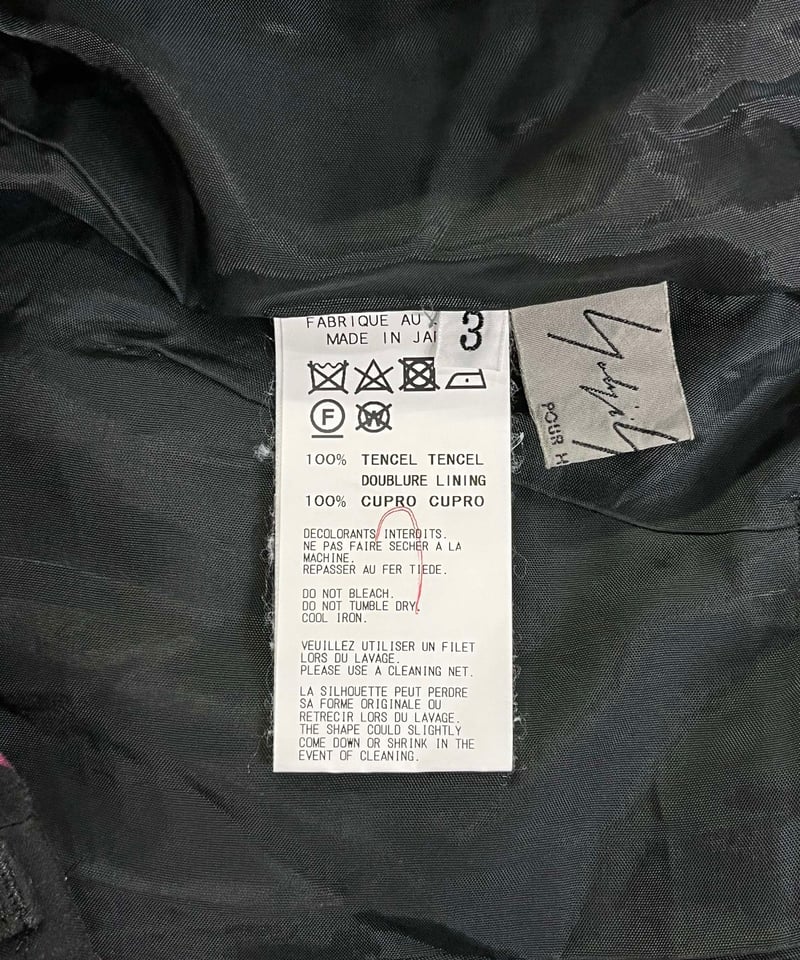 FABRIQUE AU
MADE IN
3
F
W
100% TENCEL TENCEL
DOUBLURE LINING
100% CUPRO CUPRO
DECOLORANTS INTERDITS.
NE PAS FAIRE SECHER A LA
MACHINE.
REPASSER AU FER TIEDE.
DO NOT BLEACH.
DO NOT TUMBLE DRY.
COOL IRON.
VEUILLEZ UTILISER UN FILET
LORS DU LAVAGE.
PLEASE USE A CLEANING NET.
LA SILHOUETTE PEUT PERDRE
SA FORME ORIGINALE OU
RETRECIR LORS DU LAVAGE.
THE SHAPE COULD SLIGHTLY
COME DOWN OR SHRINK IN THE
EVENT OF CLEANING.
POUR H